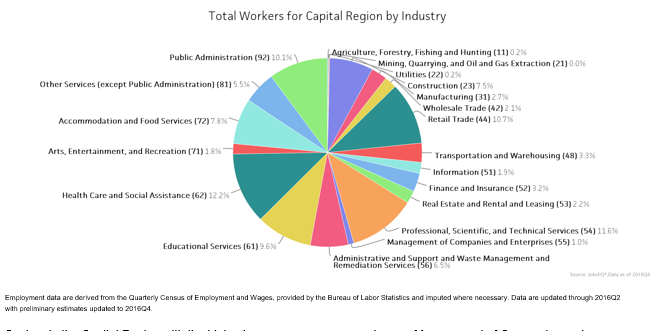 Total Workers for Capital Region by Industry
Agriculture, Forestry, Fishing and Hunting (11) 0.2%
Mining, Quarrying, and Oil and Gas Extraction (21) 0.0%
Utilities (22) 0.2%
Construction (23) 7.5%
Manufacturing (31) 2.7%
Wholesale Trade (42) 2.1%
Retail Trade (44) 10.7%
Transportation and Warehousing (48) 3.3%
Information (51) 1.9%
Finance and Insurance (52) 3.2%
Real Estate and Rental and Leasing (53) 2.2%
Professional, Scientific, and Technical Services (54) 11.6%
Management of Companies and Enterprises (55) 1.0%
Administrative and Support and Waste Management and
Remediation Services (56) 6.5%
Educational Services (61) 9.6%
Health Care and Social Assistance (62) 12.2%
Arts, Entertainment, and Recreation (71) 1.8%
Accommodation and Food Services (72) 7.8%
Other Services (except Public Administration) (81) 5.5%
Public Administration (92) 10.1%
Source: JobsEQ®,Data as of 2016Q4
Employment data are derived from the Quarterly Census of Employment and Wages, provided by the Bureau of Labor Statistics and imputed where necessary. Data are updated through 2016Q2
with preliminary estimates updated to 2016Q4.